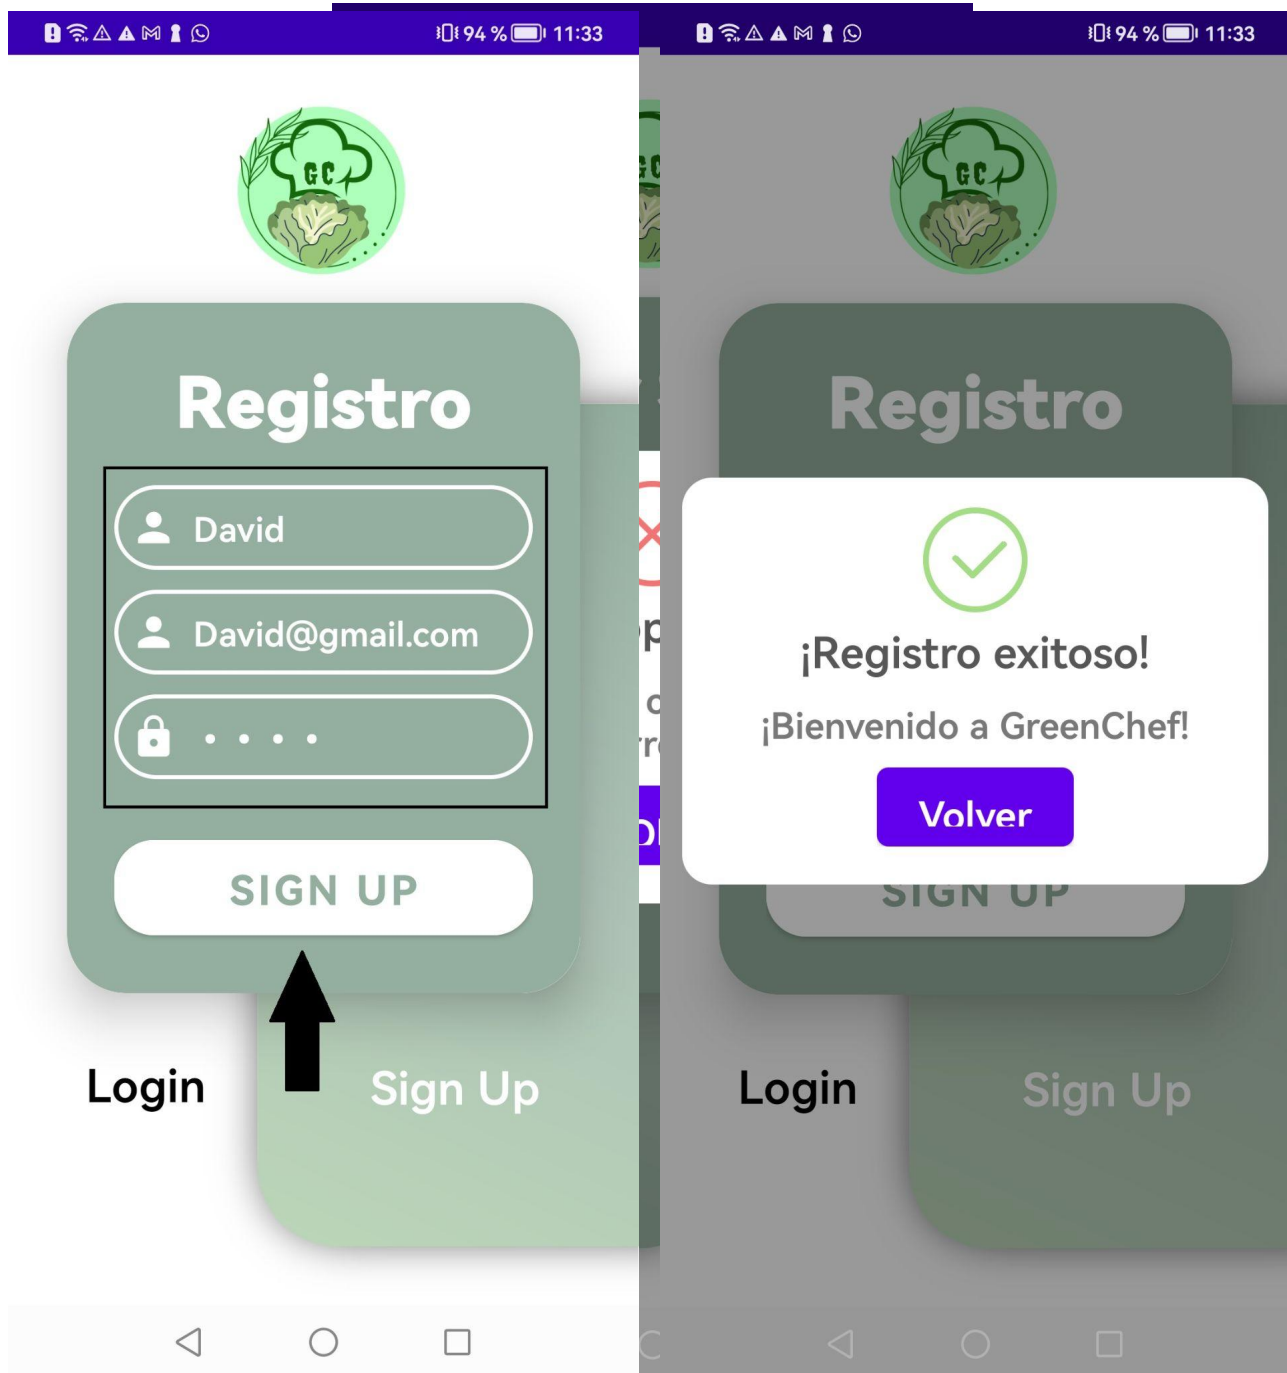 94 % 11:33
GC
Registro
David
David@gmail.com
SIGN UP
Login
Sign Up
94 % 11:33
GC
Registro
¡Registro exitoso!
¡Bienvenido a GreenChef!
Volver
SIGN UP
Login
Sign Up